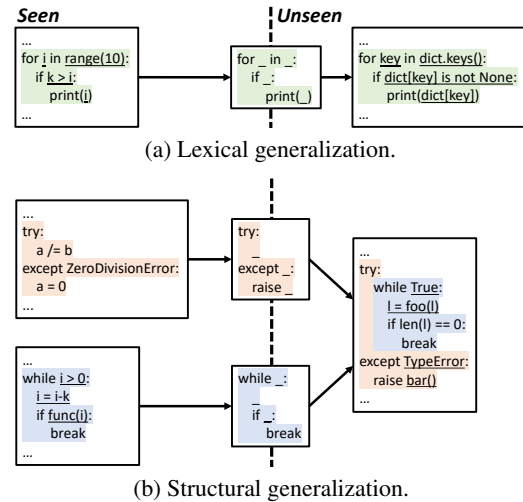 Seen
Unseen
...
for i in range(10):
if k > i:
print(i)
...
for _ in _:
if _:
print(_)
...
for key in dict.keys():
if dict[key] is not None:
print(dict[key])
...
(a) Lexical generalization.
...
try:
a /= b
except ZeroDivisionError:
a = 0
...
try:
_
except _:
raise _
...
while i > 0:
i = i-k
if func(i):
break
...
while _:
_
if _:
break
...
try:
while True:
l = foo(l)
if len(l) == 0:
break
except TypeError:
raise bar()
...
(b) Structural generalization.